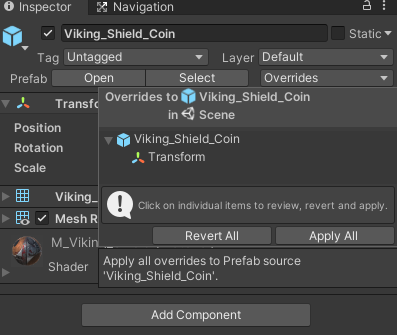 Inspector
Navigation
Viking_Shield_Coin
Static
Tag Untagged
Layer Default
Prefab
Open
Select
Overrides
Transfo
Overrides to Viking_Shield_Coin
in Scene
Position
Viking_Shield_Coin
Rotation
Transform
Scale
Viking_
Click on individual items to review, revert and apply.
Mesh R
Revert All
Apply All
M_Viking_
Shader
Apply all overrides to Prefab source
'Viking_Shield_Coin'.
Add Component